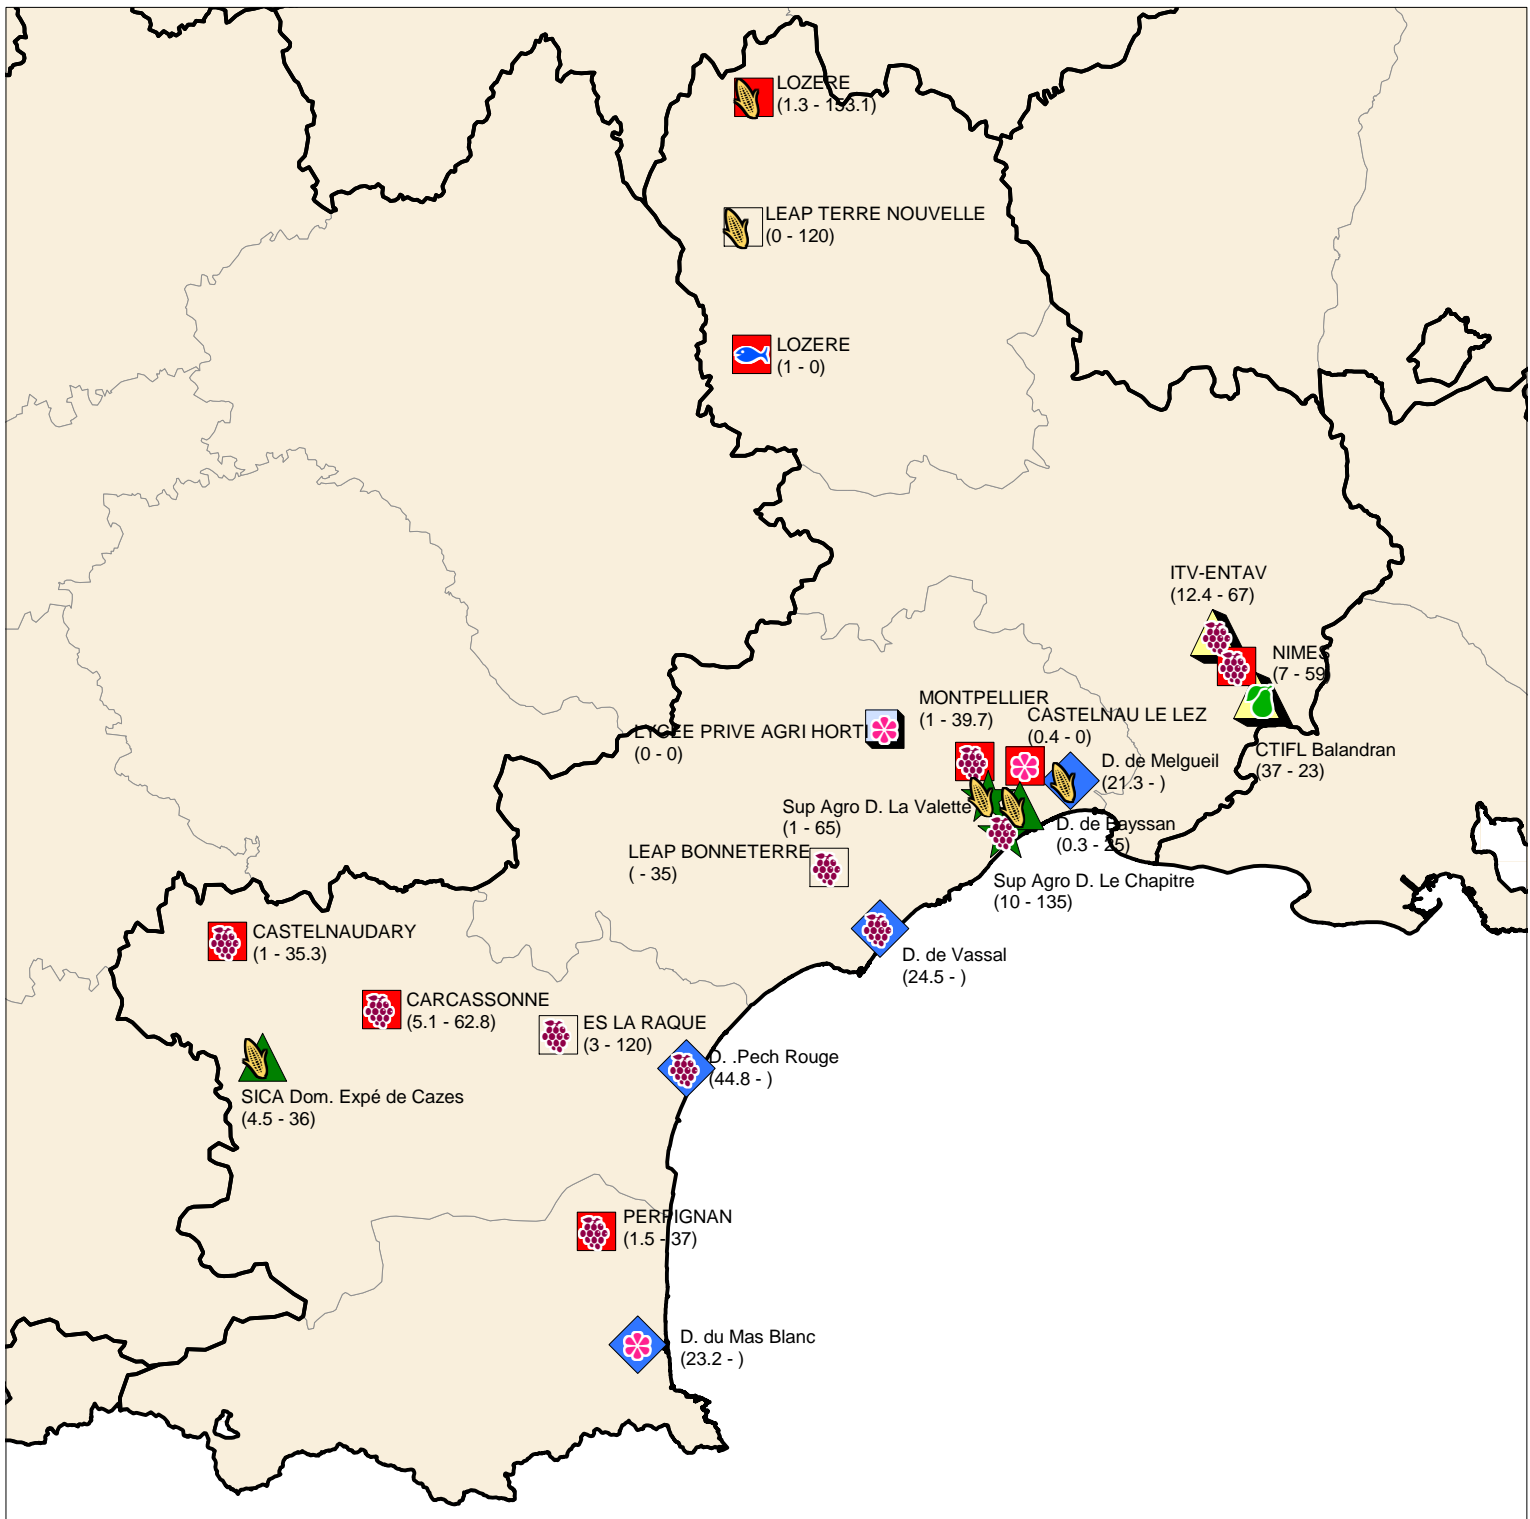 LOZERE
(1.3 - 153.1)
LEAP TERRE NOUVELLE
(0 - 120)
LOZERE
(1 - 0)
ITV-ENTAV
(12.4 - 67)
NIMES
(7 - 59)
MONTPELLIER
(1 - 39.7)
CASTELNAU LE LEZ
(0.4 - 0)
LYCEE PRIVE AGRI HORTI
(0 - 0)
CTIFL Balandran
(37 - 23)
D. de Melgueil
(21.3 - )
Sup Agro D. La Valette
(1 - 65)
D. de Bayssan
(0.3 - 25)
LEAP BONNETERRE
( - 35)
Sup Agro D. Le Chapitre
(10 - 135)
CASTELNAUDARY
(1 - 35.3)
D. de Vassal
(24.5 - )
CARCASSONNE
(5.1 - 62.8)
ES LA RAQUE
(3 - 120)
D. .Pech Rouge
(44.8 - )
SICA Dom. Expé de Cazes
(4.5 - 36)
PERPIGNAN
(1.5 - 37)
D. du Mas Blanc
(23.2 - )